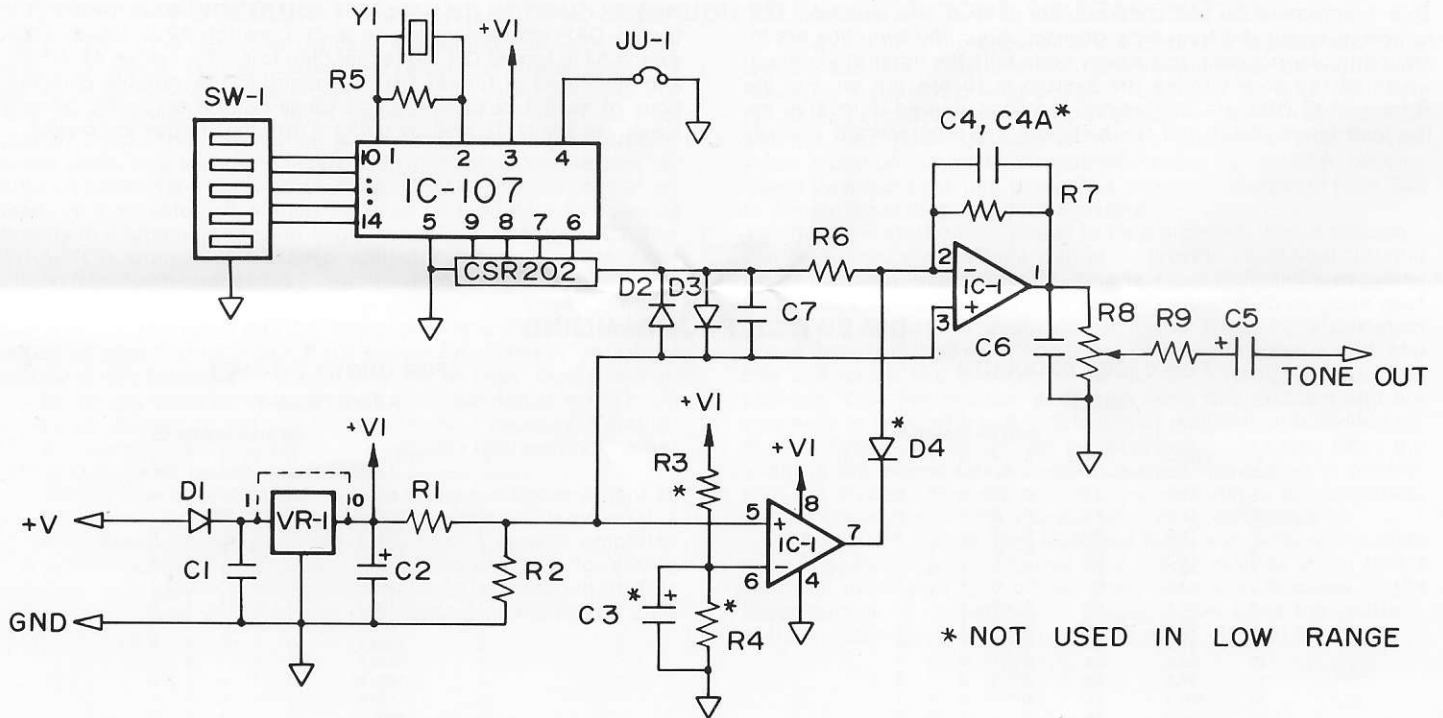 Y1
+V1
JU-1
R5
SW-1
C4, C4A*
10 1 2 3 4
IC-107
R7
14 5 9 8 7 6
R6
CSR202
2 −
1
IC-1
D2 D3
C7
3 +
R8
R9
+ C5
C6
TONE OUT
+V1
+V1
*
D4
R3
*
+V1
D1
1
10
R1
+V
VR-1
5 +
8
IC-1
7
6 −
4
C1
+
C2
R2
* +
*
C3
R4
GND
* NOT USED IN LOW RANGE